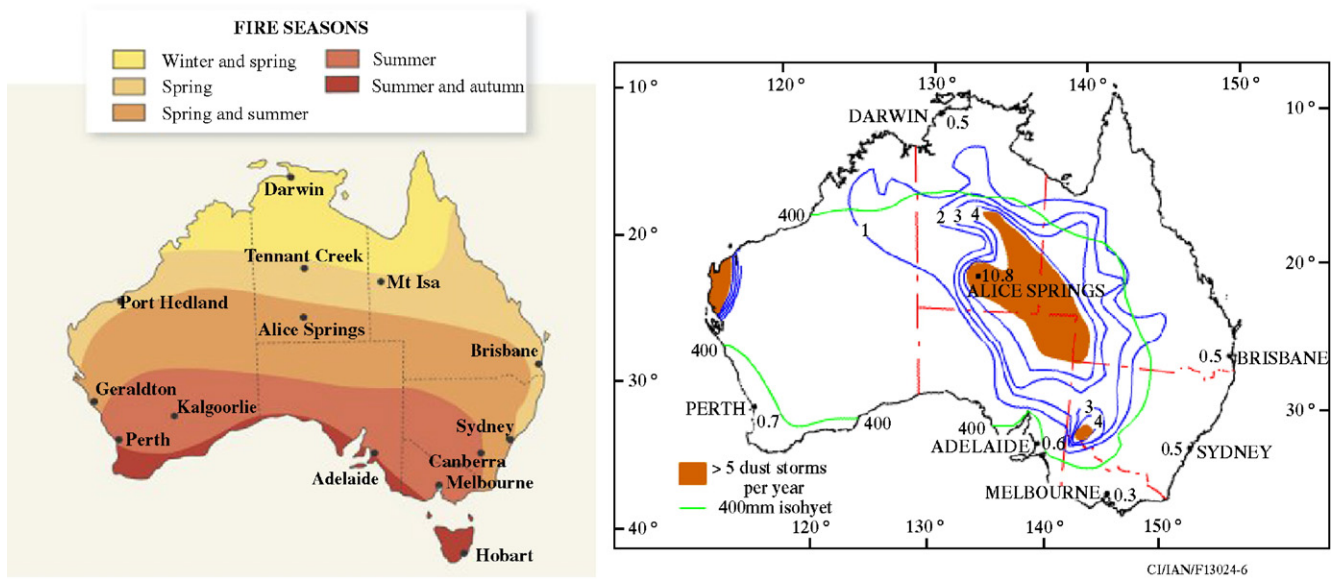 FIRE SEASONS
Winter and spring
Spring
Spring and summer
Summer
Summer and autumn
Darwin
Tennant Creek
Mt Isa
Port Hedland
Alice Springs
Brisbane
Geraldton
Kalgoorlie
Perth
Sydney
Canberra
Adelaide
Melbourne
Hobart
120° 130° 140° 150°
10° 10°
DARWIN 0.5
400 1 2 3 4
20° 20°
10.8
ALICE SPRINGS
400
0.5 BRISBANE
30° 30°
PERTH 0.7
400
400
3
4
ADELAIDE 0.6
0.5 SYDNEY
MELBOURNE 0.3
> 5 dust storms
per year
400mm isohyet
40° 40°
120° 130° 140° 150°
C1/IAN/F13024-6